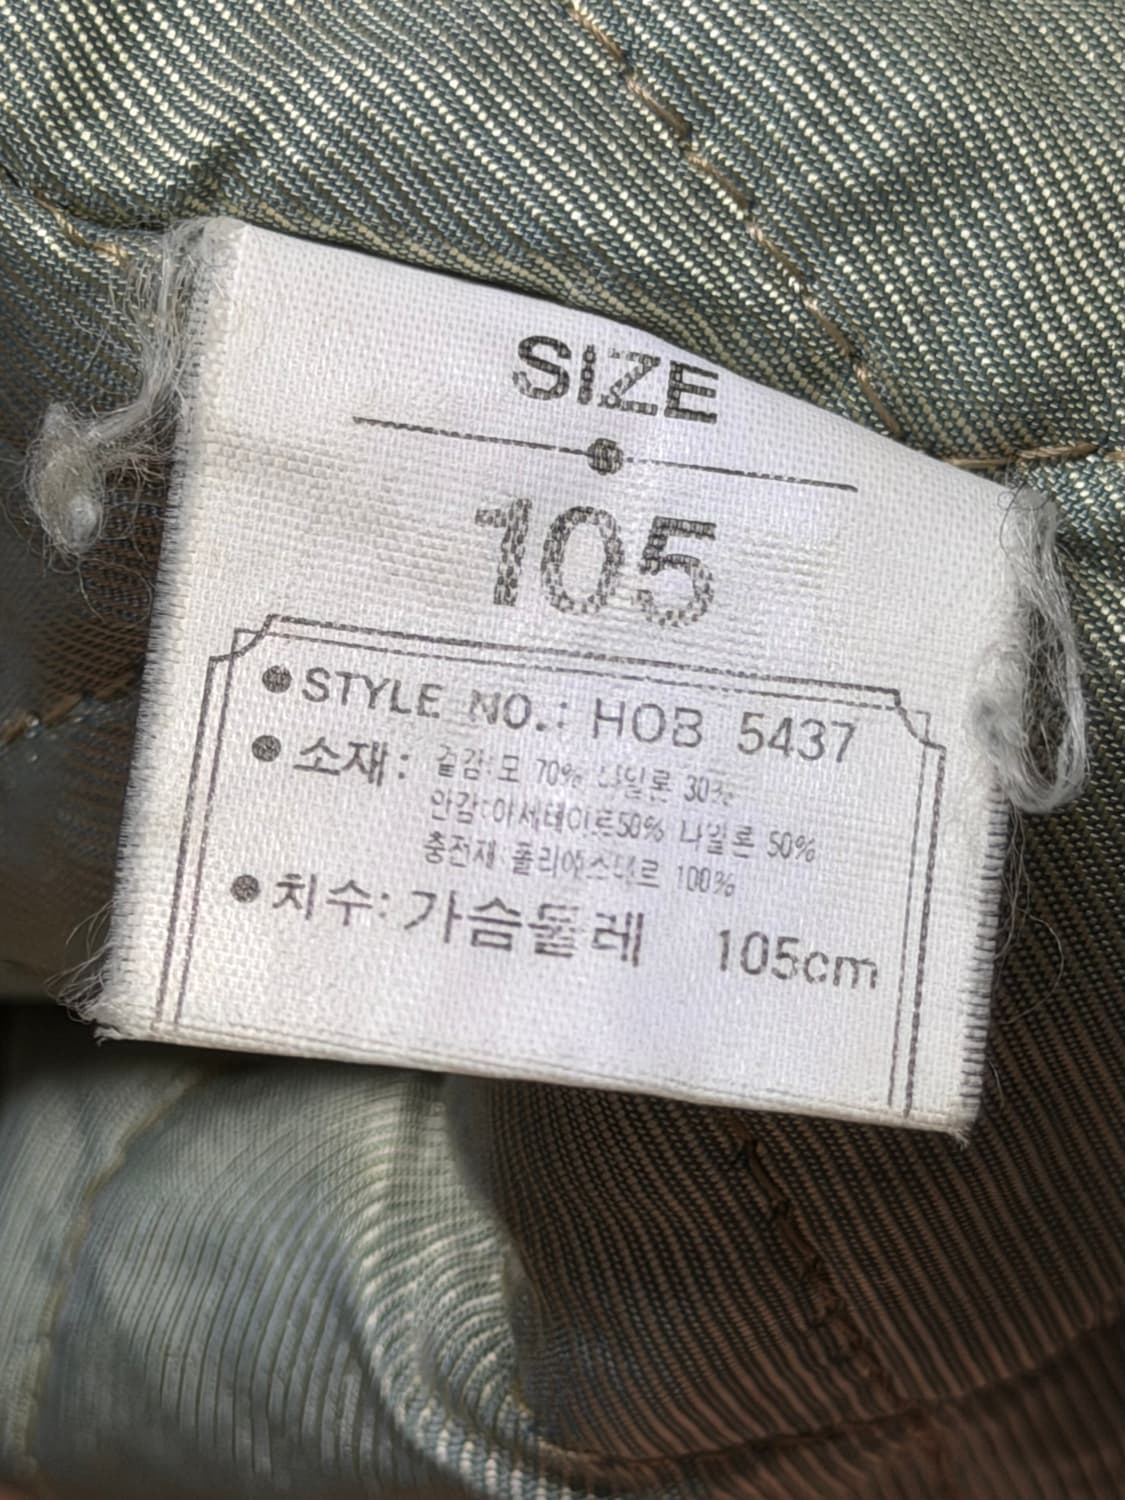 SIZE
105
●STYLE NO.: HOB 5437
●소재: 겉감:모 70% 나일론 30%
안감:아세테이트50% 나일론 50%
충전재:폴리에스테르 100%
●치수: 가슴둘레 105cm